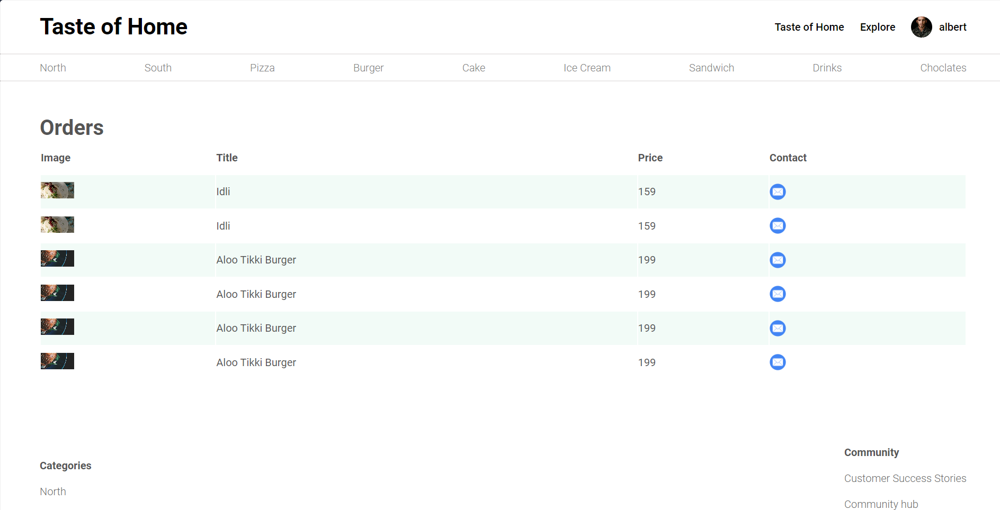 Taste of Home
Taste of Home Explore albert
North South Pizza Burger Cake Ice Cream Sandwich Drinks Choclates
Orders
Image Title Price Contact
Idli 159
Idli 159
Aloo Tikki Burger 199
Aloo Tikki Burger 199
Aloo Tikki Burger 199
Aloo Tikki Burger 199
Categories
North
Community
Customer Success Stories
Community hub